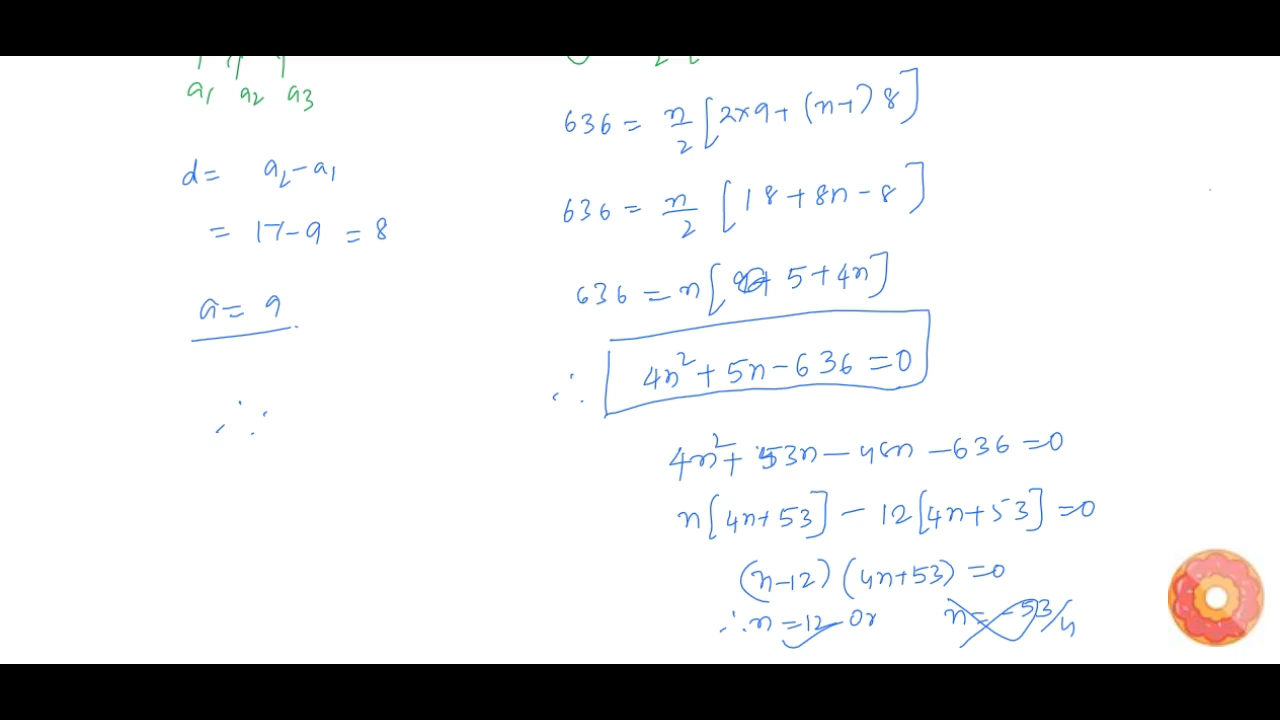 a1 a2 a3
d = a2 - a1
= 17 - 9 = 8
a = 9
∴
636 = n/2 [2×9 + (n-1) 8]
636 = n/2 [18 + 8n - 8]
636 = n [5 + 4n]
∴ 4n² + 5n - 636 = 0
4n² + 53n - 48n - 636 = 0
n[4n+53] - 12[4n+53] = 0
(n-12) (4n+53) = 0
∴ n = 12 or n = -53/4